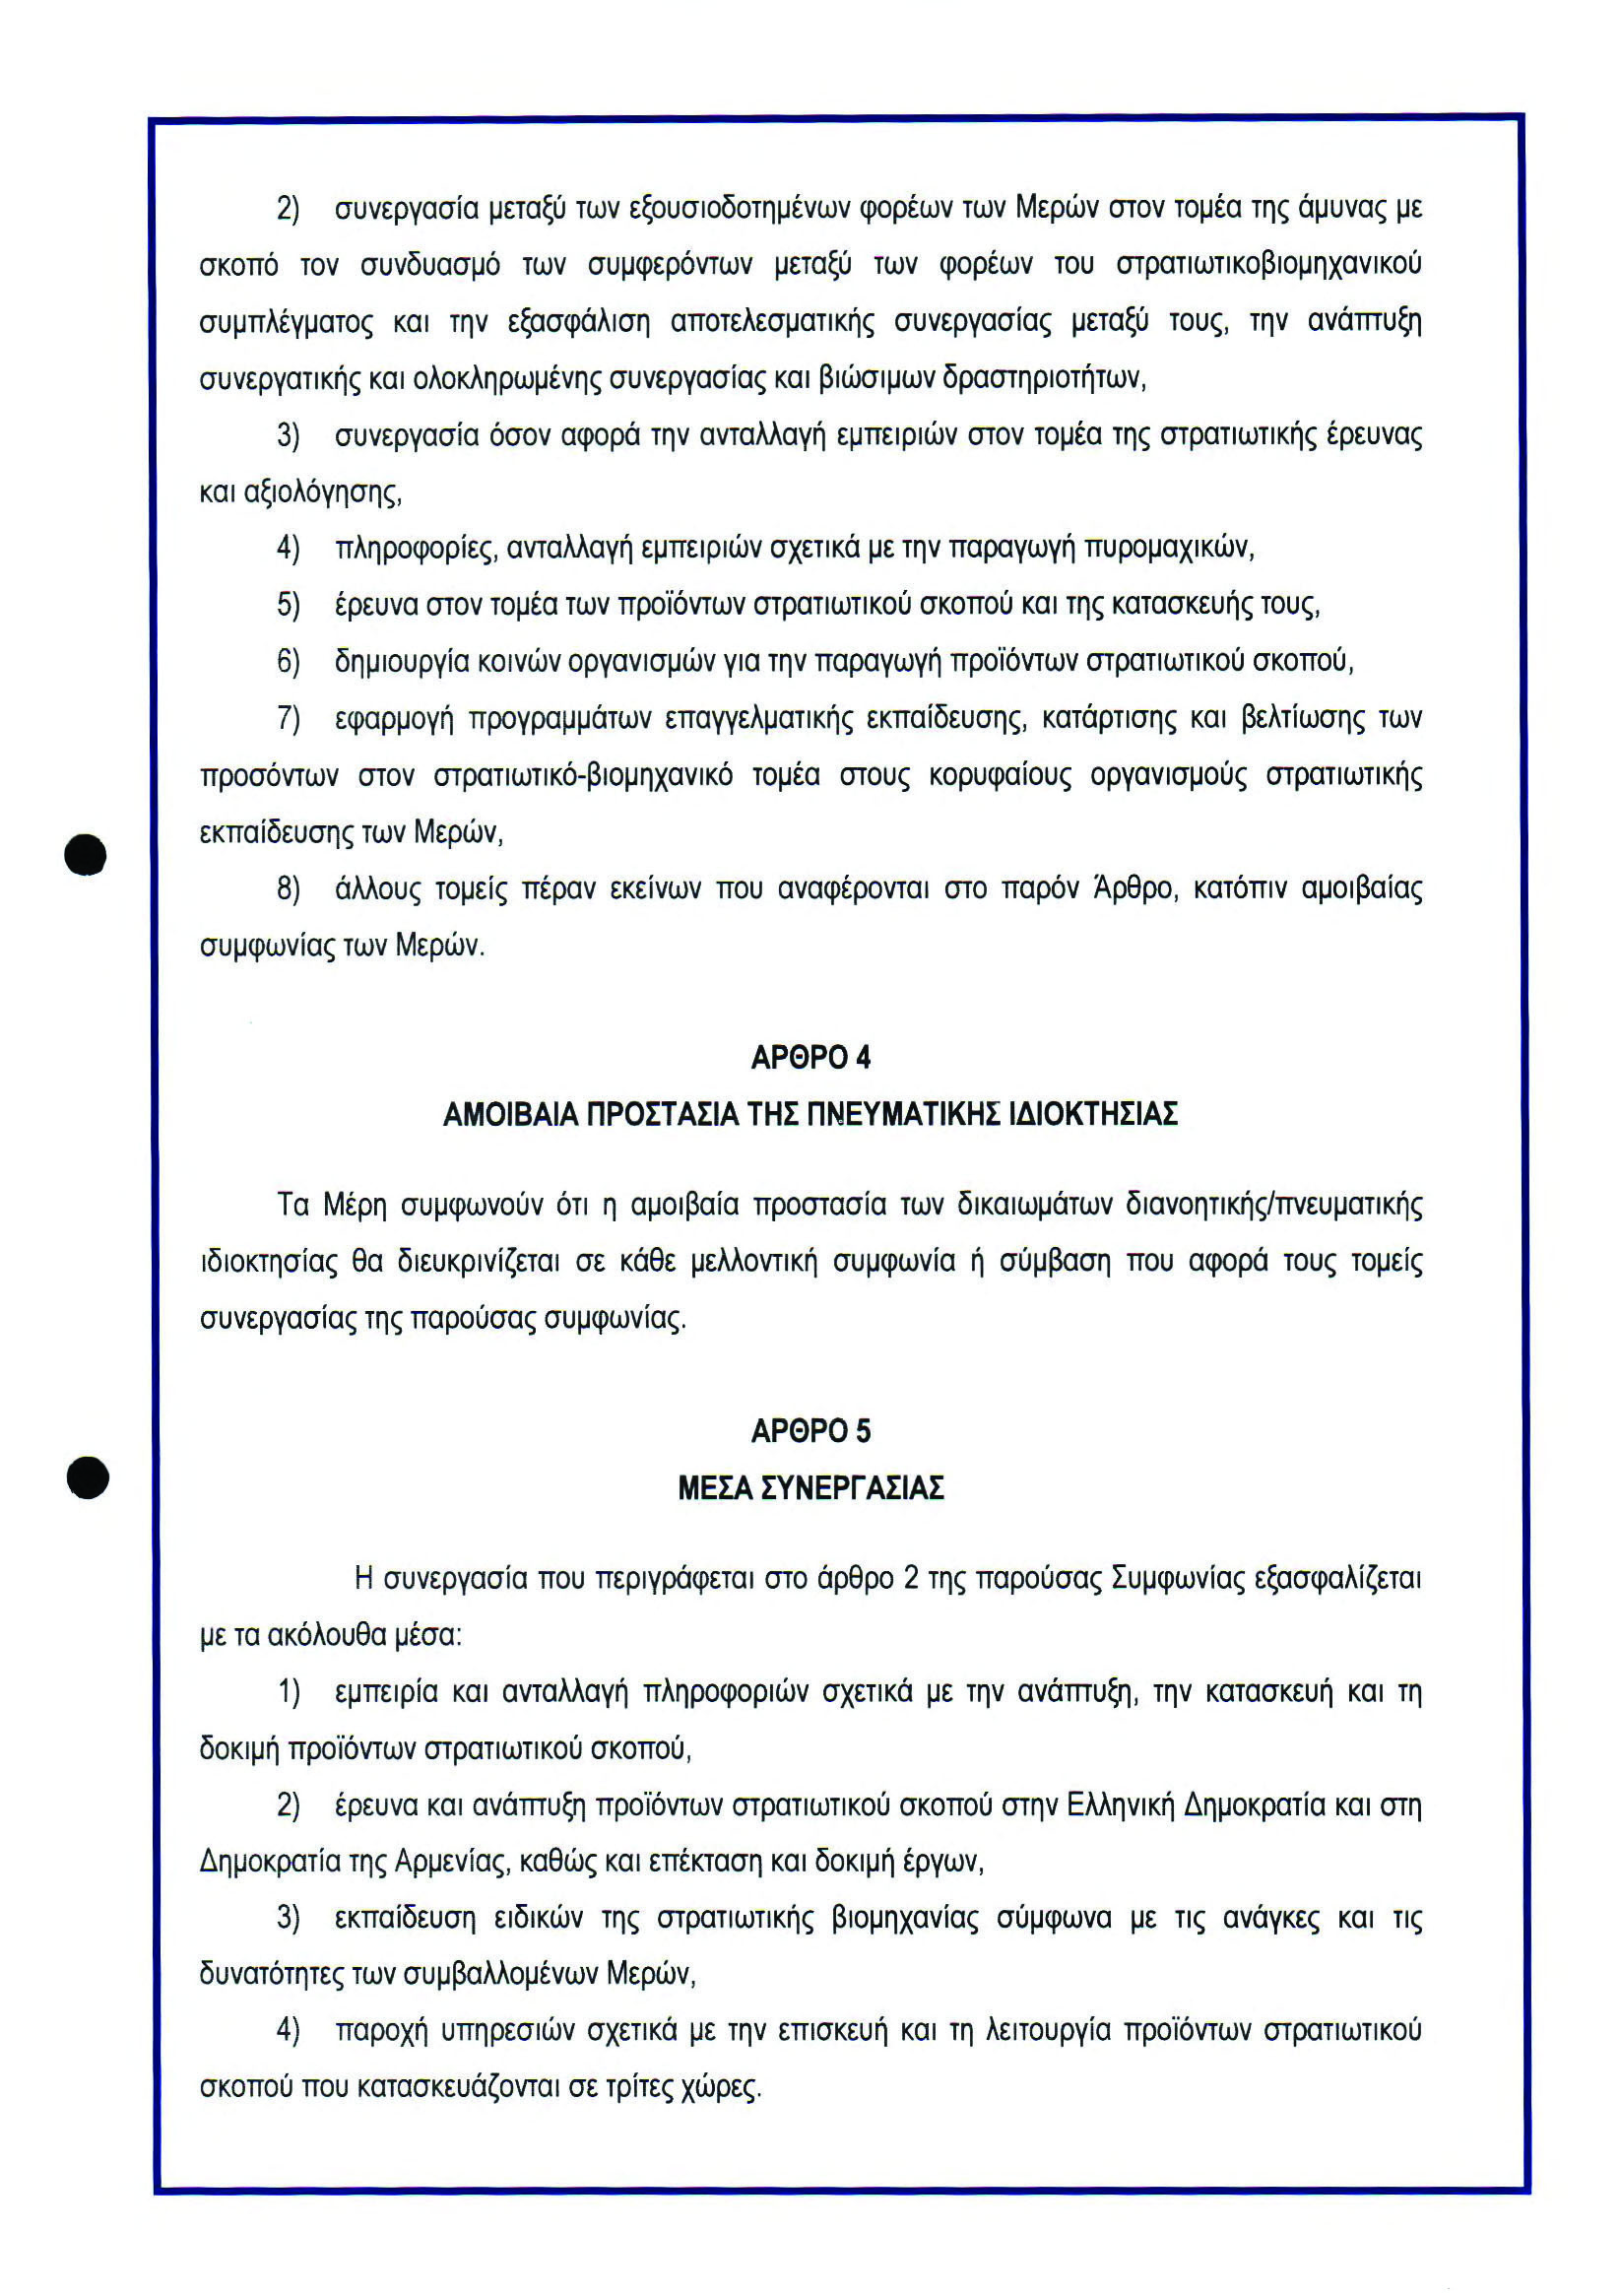 2) συνεργασία μεταξύ των εξουσιοδοτημένων φορέων των Μερών στον τομέα της άμυνας με
σκοπό τον συνδυασμό των συμφερόντων μεταξύ των φορέων του στρατιωτικοβιομηχανικού
συμπλέγματος και την εξασφάλιση αποτελεσματικής συνεργασίας μεταξύ τους, την ανάπτυξη
συνεργατικής και ολοκληρωμένης συνεργασίας και βιώσιμων δραστηριοτήτων,
3) συνεργασία όσον αφορά την ανταλλαγή εμπειριών στον τομέα της στρατιωτικής έρευνας
και αξιολόγησης,
4) πληροφορίες, ανταλλαγή εμπειριών σχετικά με την παραγωγή πυρομαχικών,
5) έρευνα στον τομέα των προϊόντων στρατιωτικού σκοπού και της κατασκευής τους,
6) δημιουργία κοινών οργανισμών για την παραγωγή προϊόντων στρατιωτικού σκοπού,
7) εφαρμογή προγραμμάτων επαγγελματικής εκπαίδευσης, κατάρτισης και βελτίωσης των
προσόντων στον στρατιωτικό-βιομηχανικό τομέα στους κορυφαίους οργανισμούς στρατιωτικής
εκπαίδευσης των Μερών,
8) άλλους τομείς πέραν εκείνων που αναφέρονται στο παρόν Άρθρο, κατόπιν αμοιβαίας
συμφωνίας των Μερών.
ΑΡΘΡΟ 4
ΑΜΟΙΒΑΙΑ ΠΡΟΣΤΑΣΙΑ ΤΗΣ ΠΝΕΥΜΑΤΙΚΗΣ ΙΔΙΟΚΤΗΣΙΑΣ
Τα Μέρη συμφωνούν ότι η αμοιβαία προστασία των δικαιωμάτων διανοητικής/πνευματικής
ιδιοκτησίας θα διευκρινίζεται σε κάθε μελλοντική συμφωνία ή σύμβαση που αφορά τους τομείς
συνεργασίας της παρούσας συμφωνίας.
ΑΡΘΡΟ 5
ΜΕΣΑ ΣΥΝΕΡΓΑΣΙΑΣ
Η συνεργασία που περιγράφεται στο άρθρο 2 της παρούσας Συμφωνίας εξασφαλίζεται
με τα ακόλουθα μέσα:
1) εμπειρία και ανταλλαγή πληροφοριών σχετικά με την ανάπτυξη, την κατασκευή και τη
δοκιμή προϊόντων στρατιωτικού σκοπού,
2) έρευνα και ανάπτυξη προϊόντων στρατιωτικού σκοπού στην Ελληνική Δημοκρατία και στη
Δημοκρατία της Αρμενίας, καθώς και επέκταση και δοκιμή έργων,
3) εκπαίδευση ειδικών της στρατιωτικής βιομηχανίας σύμφωνα με τις ανάγκες και τις
δυνατότητες των συμβαλλομένων Μερών,
4) παροχή υπηρεσιών σχετικά με την επισκευή και τη λειτουργία προϊόντων στρατιωτικού
σκοπού που κατασκευάζονται σε τρίτες χώρες.